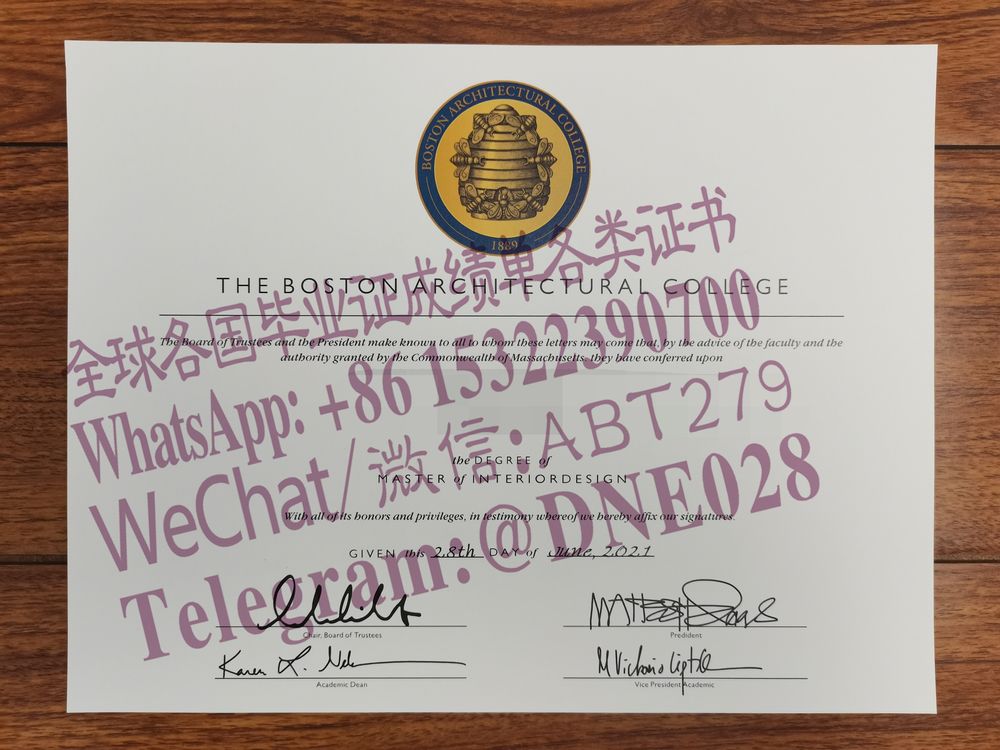 BOSTON ARCHITECTURAL COLLEGE
1889
THE BOSTON ARCHITECTURAL COLLEGE
The Board of Trustees and the President make known to all to whom these letters may come that, by the advice of the faculty and the
authority granted by the Commonwealth of Massachusetts, they have conferred upon
the DEGREE of
MASTER of INTERIORDESIGN
With all of its honors and privileges, in testimony whereof we hereby affix our signatures.
GIVEN this 28th DAY of June, 2021
Chair, Board of Trustees
Predident
Academic Dean
Vice President Academic
全球各国毕业证成绩单各类证书
WhatsApp: +86 15322390700
WeChat/微信:ABT279
Telegram:@DNE028